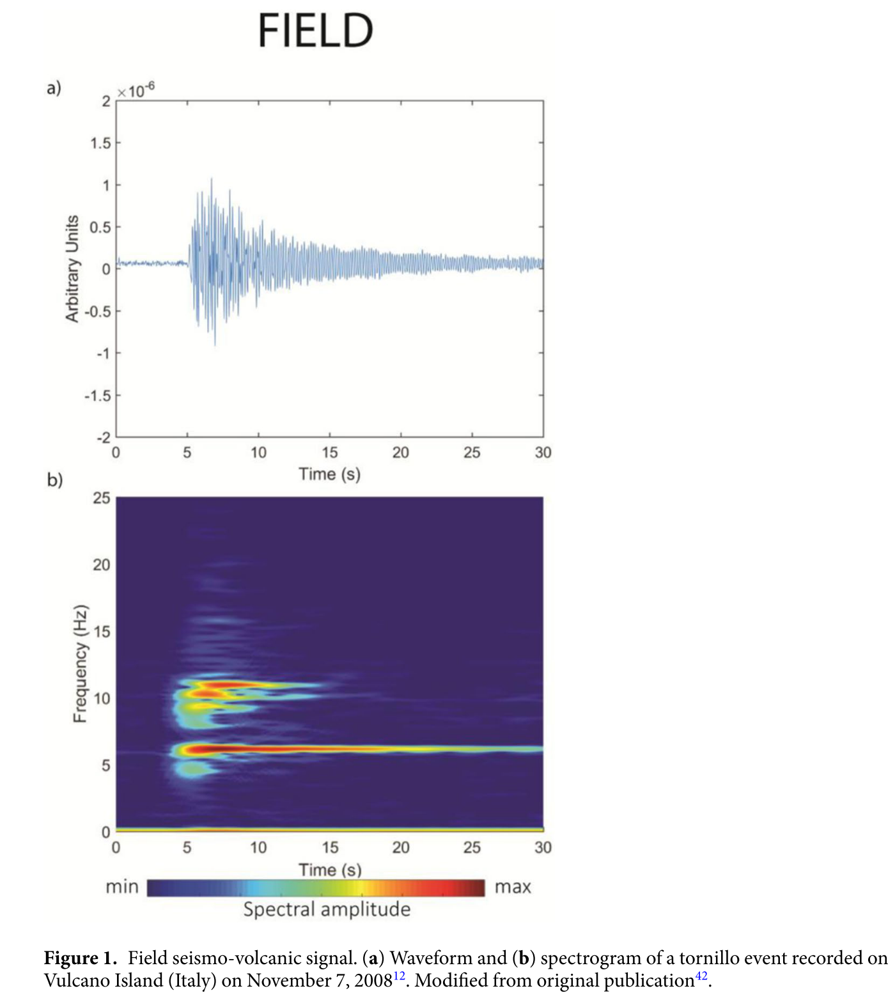 FIELD
a)
×10-6
2
1.5
1
0.5
0
-0.5
-1
-1.5
-2
Arbitrary Units
0 5 10 15 20 25 30
Time (s)
b)
25
20
15
10
5
0
Frequency (Hz)
0 5 10 15 20 25 30
Time (s)
min max
Spectral amplitude
Figure 1. Field seismo-volcanic signal. (a) Waveform and (b) spectrogram of a tornillo event recorded on
Vulcano Island (Italy) on November 7, 200812. Modified from original publication42.